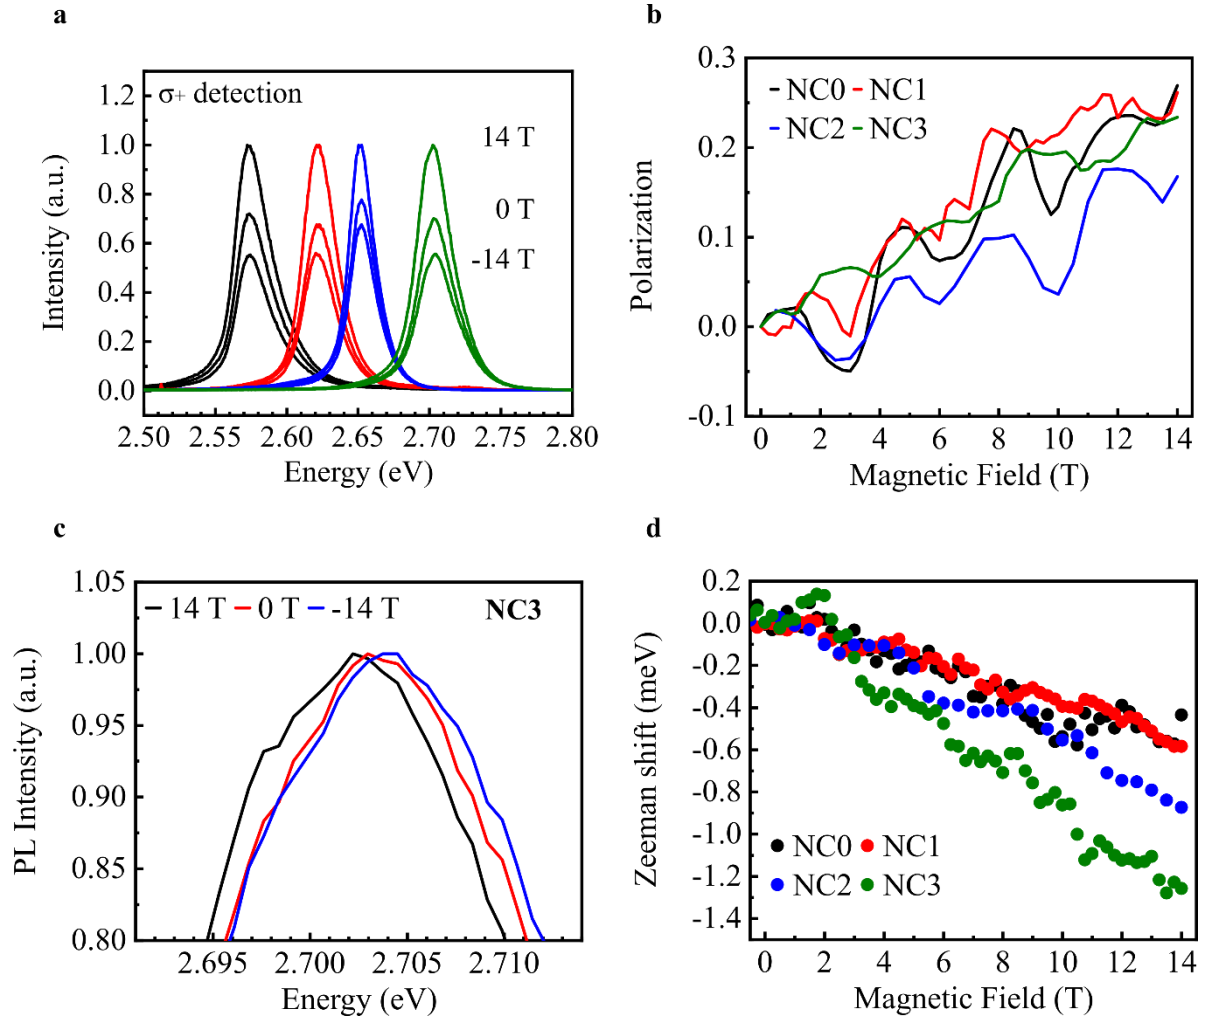 a
σ+ detection
14 T
0 T
-14 T
1.2
1.0
0.8
0.6
0.4
0.2
0.0
Intensity (a.u.)
2.50 2.55 2.60 2.65 2.70 2.75 2.80
Energy (eV)
b
NC0 NC1
NC2 NC3
0.3
0.2
0.1
0.0
-0.1
Polarization
0 2 4 6 8 10 12 14
Magnetic Field (T)
c
14 T 0 T -14 T NC3
1.05
1.00
0.95
0.90
0.85
0.80
PL Intensity (a.u.)
2.695 2.700 2.705 2.710
Energy (eV)
d
0.2
0.0
-0.2
-0.4
-0.6
-0.8
-1.0
-1.2
-1.4
Zeeman shift (meV)
NC0 NC1
NC2 NC3
0 2 4 6 8 10 12 14
Magnetic Field (T)